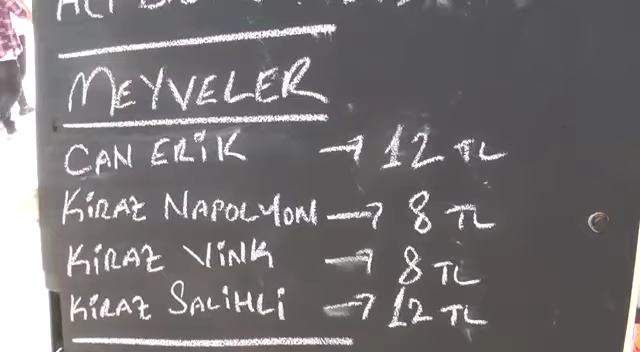 MEYVELER
CAN ERİK → 12 TL
KİRAZ NAPOLYON → 8 TL
KİRAZ VİNK → 8 TL
KİRAZ SALİHLİ → 12 TL